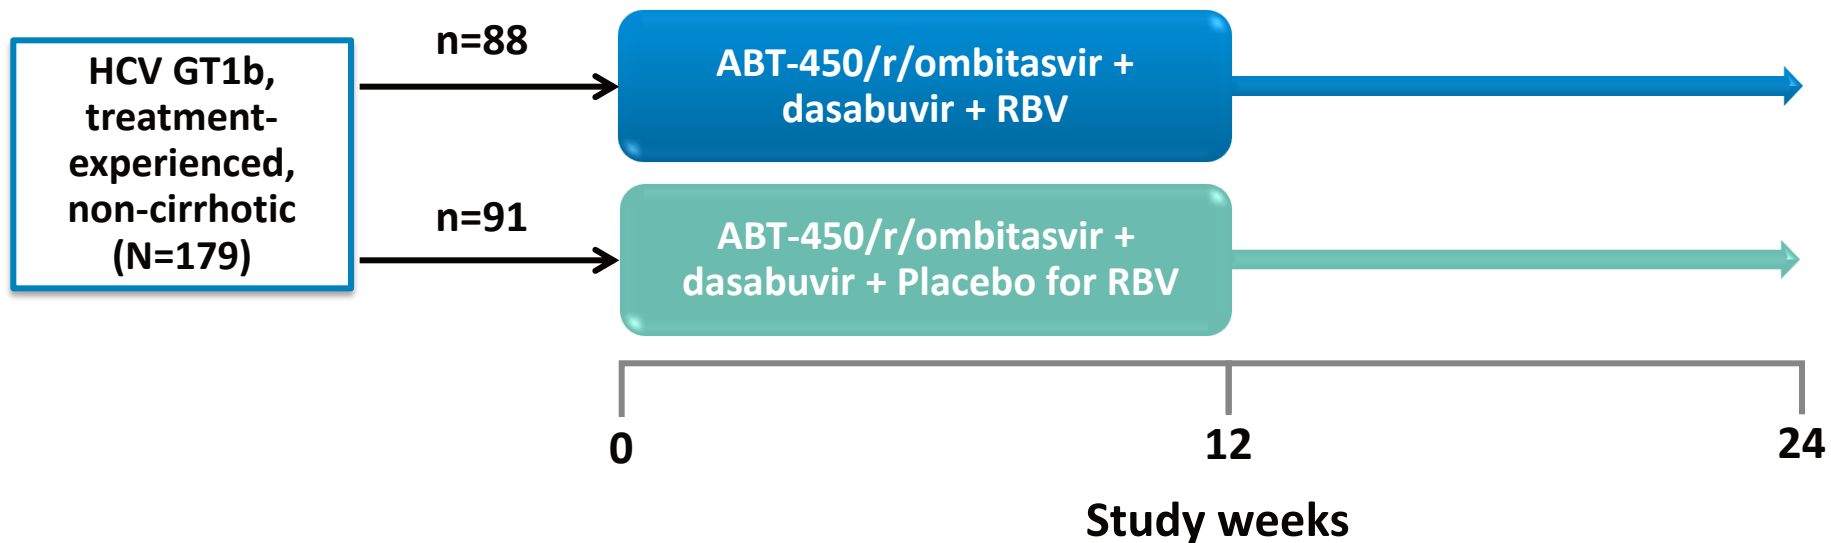 HCV GT1b,
treatment-
experienced,
non-cirrhotic
(N=179)
n=88
ABT-450/r/ombitasvir +
dasabuvir + RBV
n=91
ABT-450/r/ombitasvir +
dasabuvir + Placebo for RBV
0
12
24
Study weeks